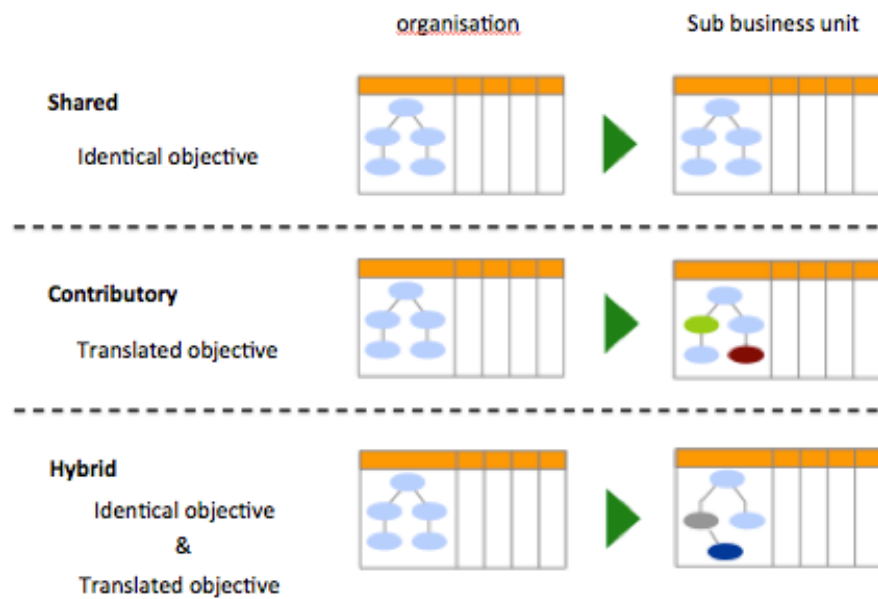 organisation
Sub business unit
Shared
Identical objective
Contributory
Translated objective
Hybrid
Identical objective
&
Translated objective